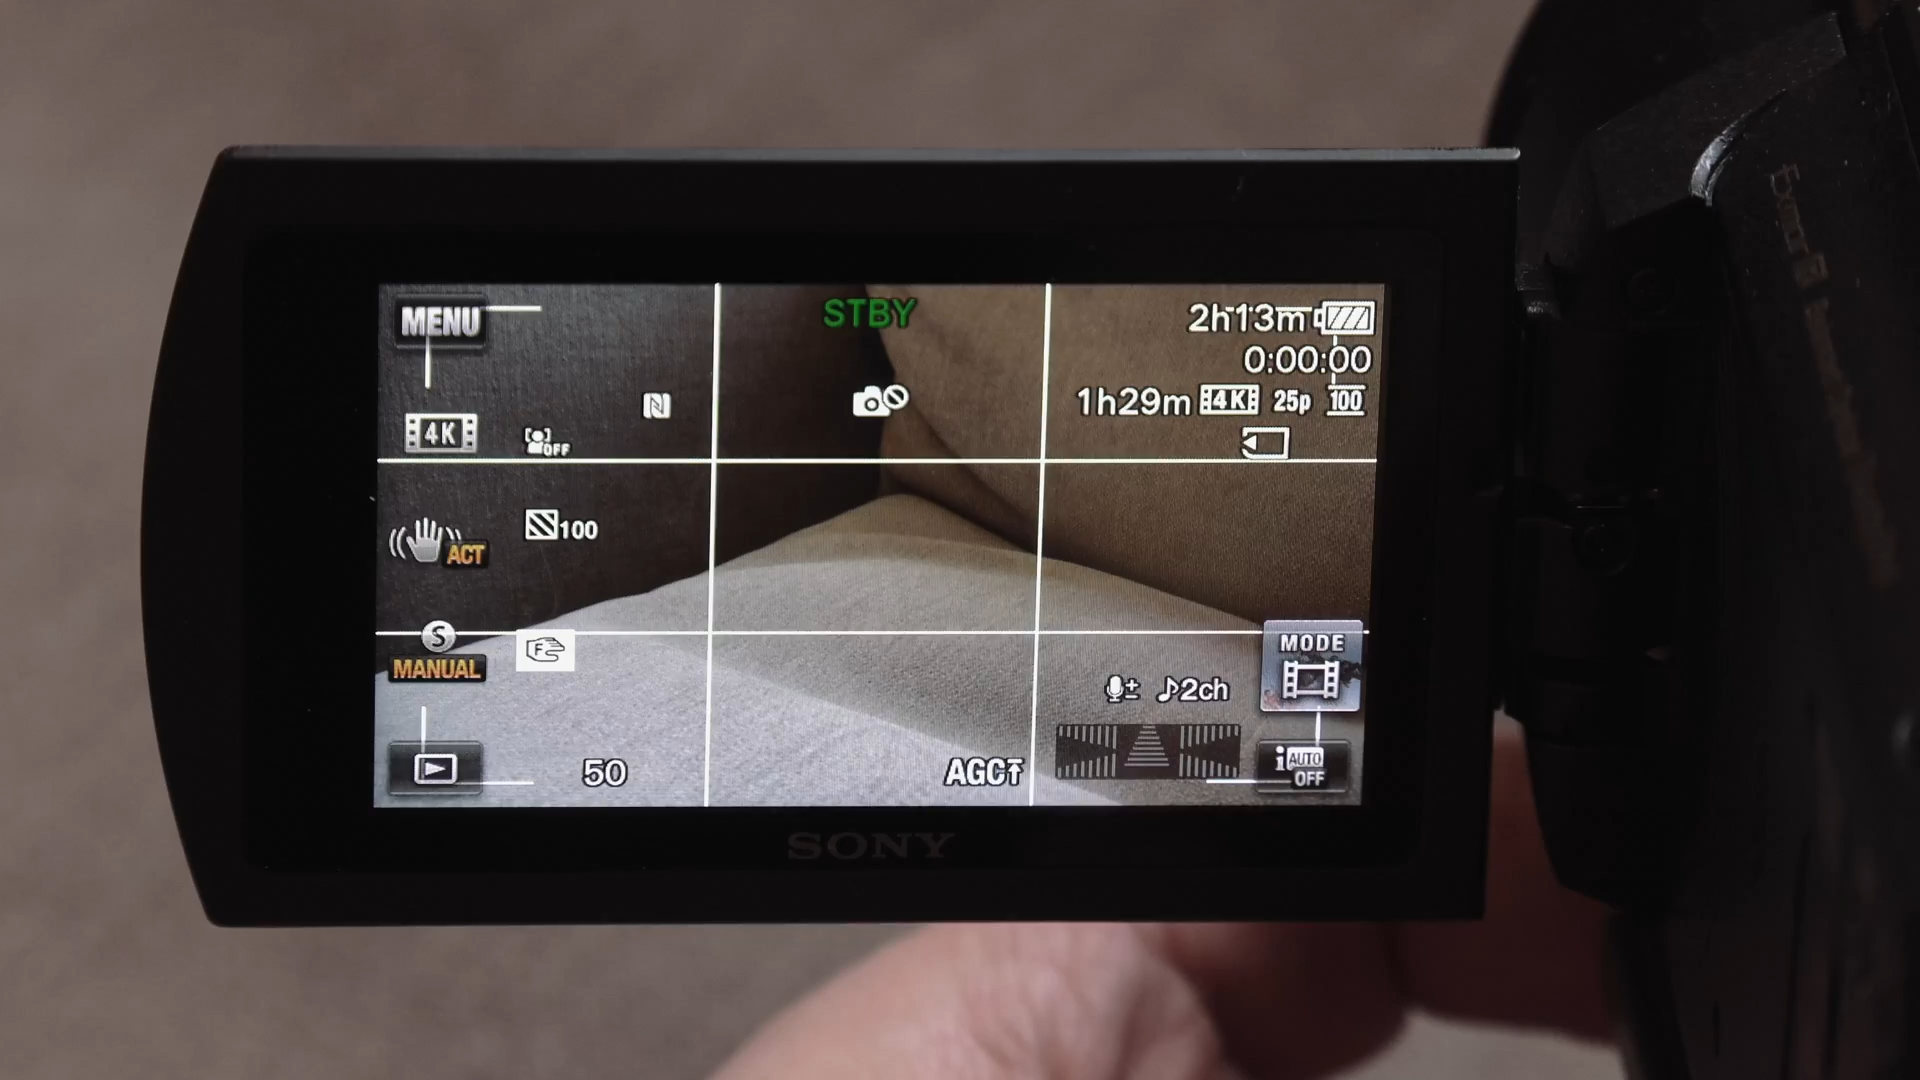 MENU
STBY
2h13m
0:00:00
1h29m 4K 25p 100
4K
OFF
N
100
ACT
S
MANUAL
F
MODE
2ch
50
AGC
i AUTO
OFF
SONY